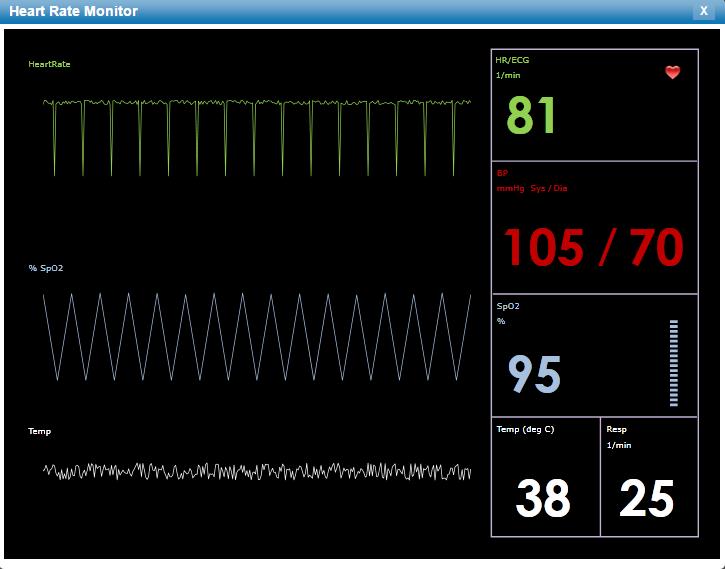 Heart Rate Monitor X
HeartRate
HR/ECG
1/min
81
BP
mmHg Sys / Dia
105 / 70
% SpO2
SpO2
%
95
Temp
Temp (deg C)
38
Resp
1/min
25